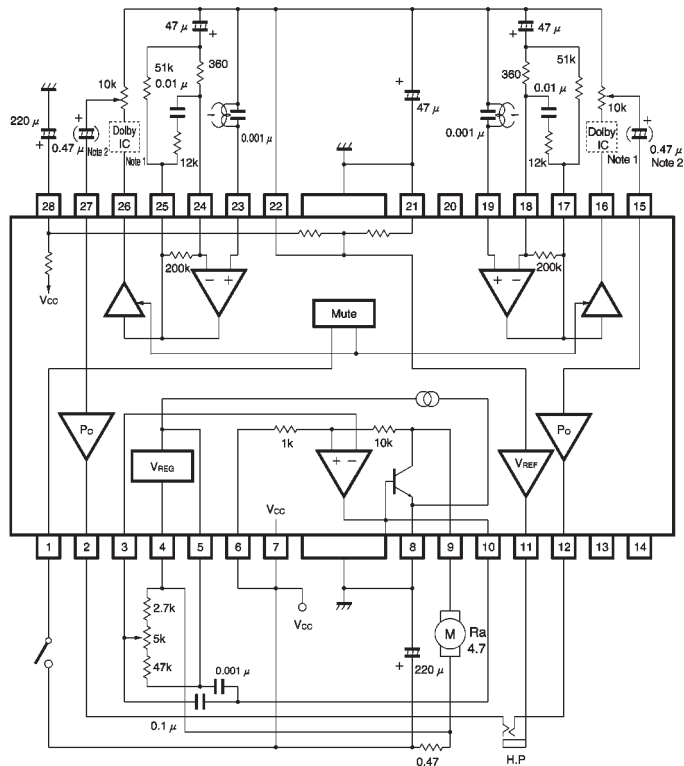 47 μ
+
47 μ
+
51k
0.01 μ
360
10k
220 μ
+
0.47 μ
+
Note 2
Dolby
IC
Note 1
12k
0.001 μ
+
47 μ
0.001 μ
360
51k
0.01 μ
12k
10k
Dolby
IC
Note 1
+
0.47 μ
Note 2
28
27
26
25
24
23
22
21
20
19
18
17
16
15
200k
- +
Vcc
- +
200k
Mute
Po
VREG
1k
10k
+ -
VREF
Po
Vcc
1
2
3
4
5
6
7
8
9
10
11
12
13
14
2.7k
5k
47k
0.001 μ
0.1 μ
Vcc
+
220 μ
M
Ra
4.7
0.47
H.P